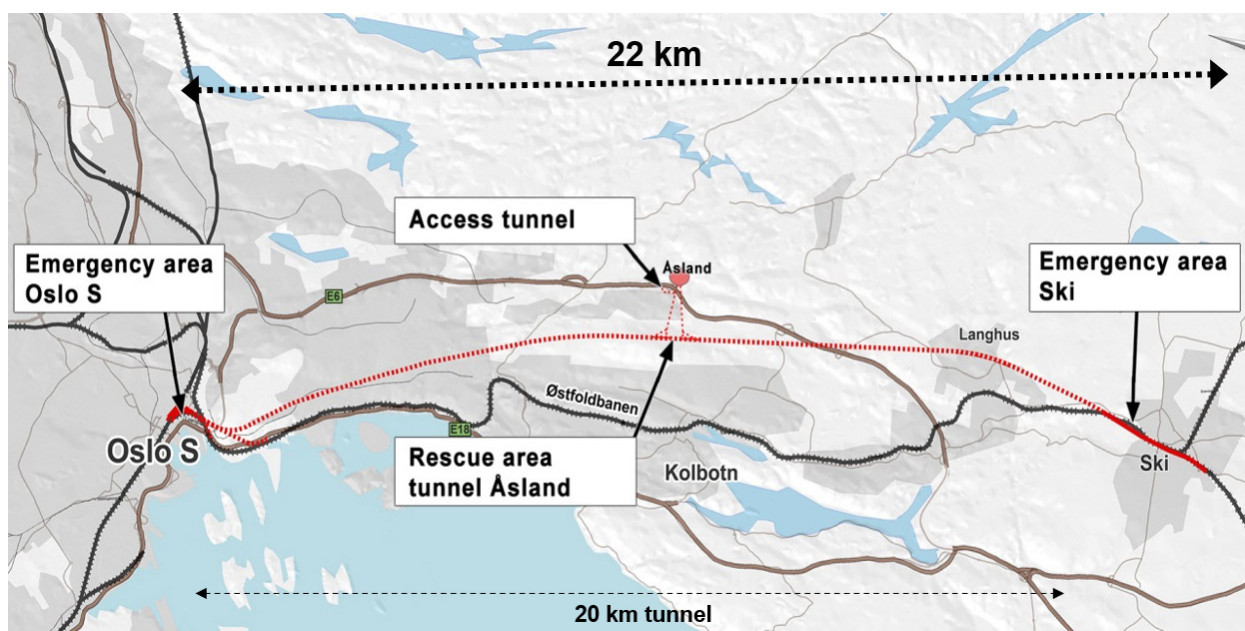 22 km
Access tunnel
Åsland
Emergency area
Oslo S
Emergency area
Ski
E6
Langhus
Østfoldbanen
E18
Oslo S
Rescue area
tunnel Åsland
Kolbotn
Ski
20 km tunnel